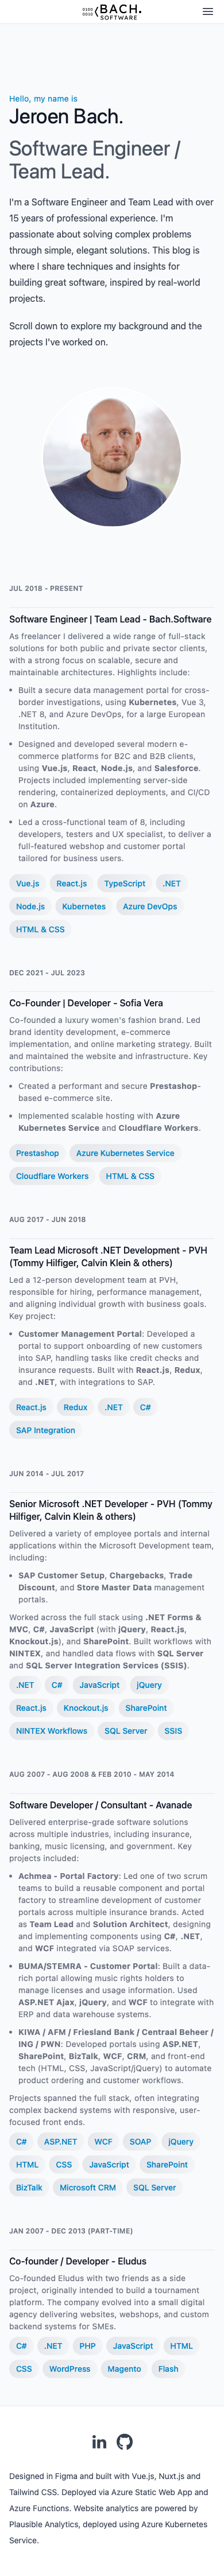 0100
0010
BACH.
SOFTWARE
Hello, my name is
Jeroen Bach.
Software Engineer /
Team Lead.
I'm a Software Engineer and Team Lead with over
15 years of professional experience. I'm
passionate about solving complex problems
through simple, elegant solutions. This blog is
where I share techniques and insights for
building great software, inspired by real-world
projects.
Scroll down to explore my background and the
projects I've worked on.
JUL 2018 - PRESENT
Software Engineer | Team Lead - Bach.Software
As freelancer I delivered a wide range of full-stack
solutions for both public and private sector clients,
with a strong focus on scalable, secure and
maintainable architectures. Highlights include:
• Built a secure data management portal for cross-
border investigations, using Kubernetes, Vue 3,
.NET 8, and Azure DevOps, for a large European
Institution.
• Designed and developed several modern e-
commerce platforms for B2C and B2B clients,
using Vue.js, React, Node.js, and Salesforce.
Projects included implementing server-side
rendering, containerized deployments, and CI/CD
on Azure.
• Led a cross-functional team of 8, including
developers, testers and UX specialist, to deliver a
full-featured webshop and customer portal
tailored for business users.
Vue.js React.js TypeScript .NET
Node.js Kubernetes Azure DevOps
HTML & CSS
DEC 2021 - JUL 2023
Co-Founder | Developer - Sofia Vera
Co-founded a luxury women's fashion brand. Led
brand identity development, e-commerce
implementation, and online marketing strategy. Built
and maintained the website and infrastructure. Key
contributions:
• Created a performant and secure Prestashop-
based e-commerce site.
• Implemented scalable hosting with Azure
Kubernetes Service and Cloudflare Workers.
Prestashop Azure Kubernetes Service
Cloudflare Workers HTML & CSS
AUG 2017 - JUN 2018
Team Lead Microsoft .NET Development - PVH
(Tommy Hilfiger, Calvin Klein & others)
Led a 12-person development team at PVH,
responsible for hiring, performance management,
and aligning individual growth with business goals.
Key project:
• Customer Management Portal: Developed a
portal to support onboarding of new customers
into SAP, handling tasks like credit checks and
insurance requests. Built with React.js, Redux,
and .NET, with integrations to SAP.
React.js Redux .NET C#
SAP Integration
JUN 2014 - JUL 2017
Senior Microsoft .NET Developer - PVH (Tommy
Hilfiger, Calvin Klein & others)
Delivered a variety of employee portals and internal
applications within the Microsoft Development team,
including:
• SAP Customer Setup, Chargebacks, Trade
Discount, and Store Master Data management
portals.
Worked across the full stack using .NET Forms &
MVC, C#, JavaScript (with jQuery, React.js,
Knockout.js), and SharePoint. Built workflows with
NINTEX, and handled data flows with SQL Server
and SQL Server Integration Services (SSIS).
.NET C# JavaScript jQuery
React.js Knockout.js SharePoint
NINTEX Workflows SQL Server SSIS
AUG 2007 - AUG 2008 & FEB 2010 - MAY 2014
Software Developer / Consultant - Avanade
Delivered enterprise-grade software solutions
across multiple industries, including insurance,
banking, music licensing, and government. Key
projects included:
• Achmea - Portal Factory: Led one of two scrum
teams to build a reusable component and portal
factory to streamline development of customer
portals across multiple insurance brands. Acted
as Team Lead and Solution Architect, designing
and implementing components using C#, .NET,
and WCF integrated via SOAP services.
• BUMA/STEMRA - Customer Portal: Built a data-
rich portal allowing music rights holders to
manage licenses and usage information. Used
ASP.NET Ajax, jQuery, and WCF to integrate with
ERP and data warehouse systems.
• KIWA / AFM / Friesland Bank / Centraal Beheer /
ING / PWN: Developed portals using ASP.NET,
SharePoint, BizTalk, WCF, CRM, and front-end
tech (HTML, CSS, JavaScript/jQuery) to automate
product ordering and customer workflows.
Projects spanned the full stack, often integrating
complex backend systems with responsive, user-
focused front ends.
C# ASP.NET WCF SOAP jQuery
HTML CSS JavaScript SharePoint
BizTalk Microsoft CRM SQL Server
JAN 2007 - DEC 2013 (PART-TIME)
Co-founder / Developer - Eludus
Co-founded Eludus with two friends as a side
project, originally intended to build a tournament
platform. The company evolved into a small digital
agency delivering websites, webshops, and custom
backend systems for SMEs.
C# .NET PHP JavaScript HTML
CSS WordPress Magento Flash
Designed in Figma and built with Vue.js, Nuxt.js and
Tailwind CSS. Deployed via Azure Static Web App and
Azure Functions. Website analytics are powered by
Plausible Analytics, deployed using Azure Kubernetes
Service.